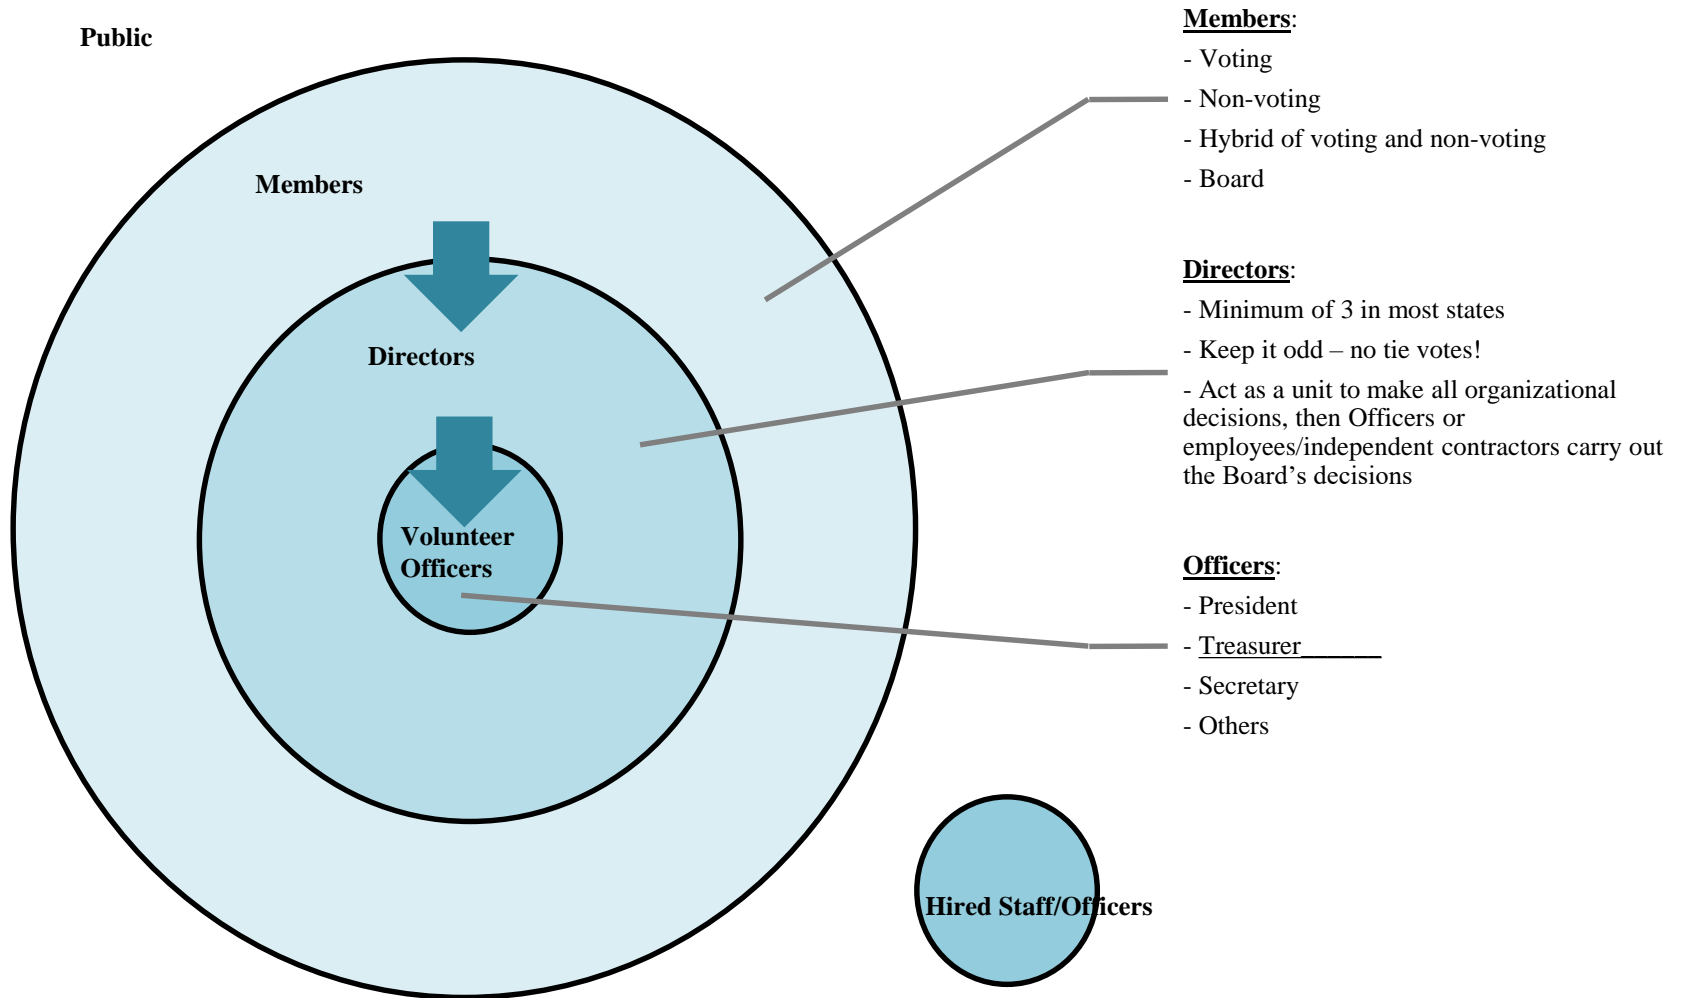 Public
Members
Directors
Volunteer
Officers
Hired Staff/Officers
Members:
- Voting
- Non-voting
- Hybrid of voting and non-voting
- Board
Directors:
- Minimum of 3 in most states
- Keep it odd – no tie votes!
- Act as a unit to make all organizational
decisions, then Officers or
employees/independent contractors carry out
the Board’s decisions
Officers:
- President
- Treasurer______
- Secretary
- Others